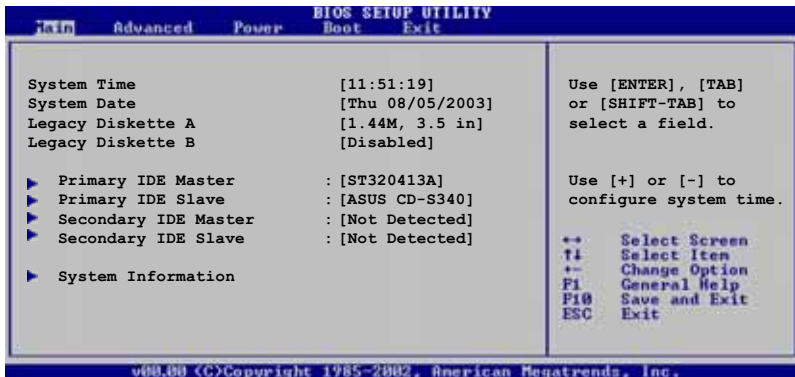 BIOS SETUP UTILITY
Main Advanced Power Boot Exit
System Time [11:51:19]
System Date [Thu 08/05/2003]
Legacy Diskette A [1.44M, 3.5 in]
Legacy Diskette B [Disabled]
Primary IDE Master : [ST320413A]
Primary IDE Slave : [ASUS CD-S340]
Secondary IDE Master : [Not Detected]
Secondary IDE Slave : [Not Detected]
System Information
Use [ENTER], [TAB]
or [SHIFT-TAB] to
select a field.
Use [+] or [-] to
configure system time.
↔ Select Screen
↑↓ Select Item
+- Change Option
F1 General Help
F10 Save and Exit
ESC Exit
v00.00 (C)Copyright 1985-2002, American Megatrends, Inc.